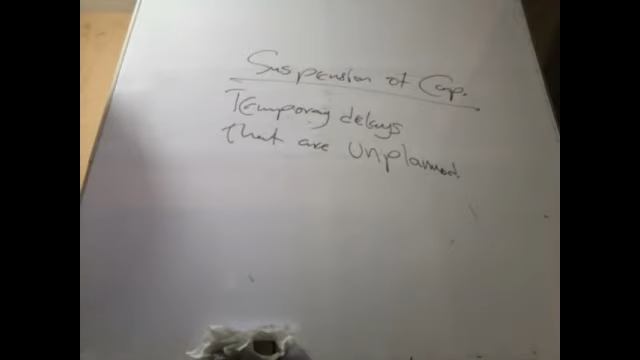 Suspension of Cap.
Temporary delays
that are unplanned